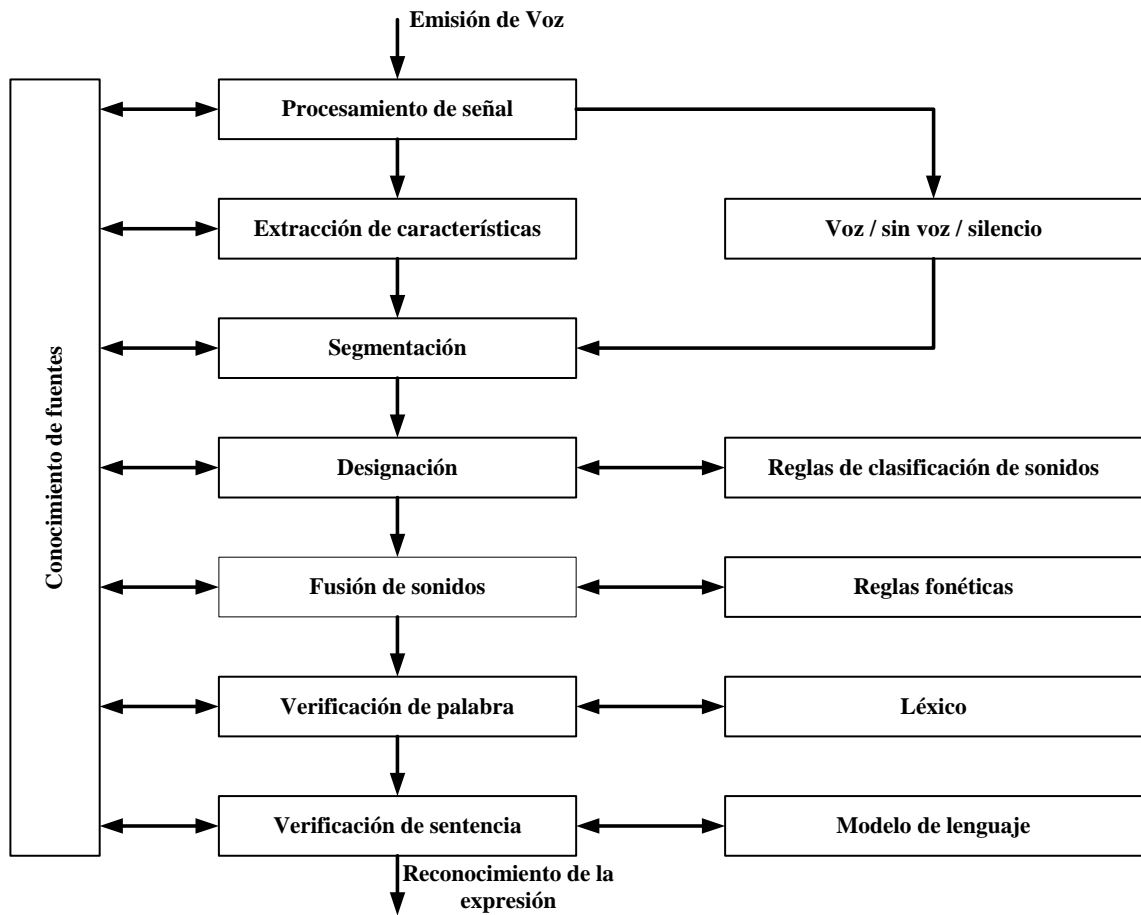 Emisión de Voz
Procesamiento de señal
Extracción de características
Voz / sin voz / silencio
Segmentación
Conocimiento de fuentes
Designación
Reglas de clasificación de sonidos
Fusión de sonidos
Reglas fonéticas
Verificación de palabra
Léxico
Verificación de sentencia
Modelo de lenguaje
Reconocimiento de la
expresión